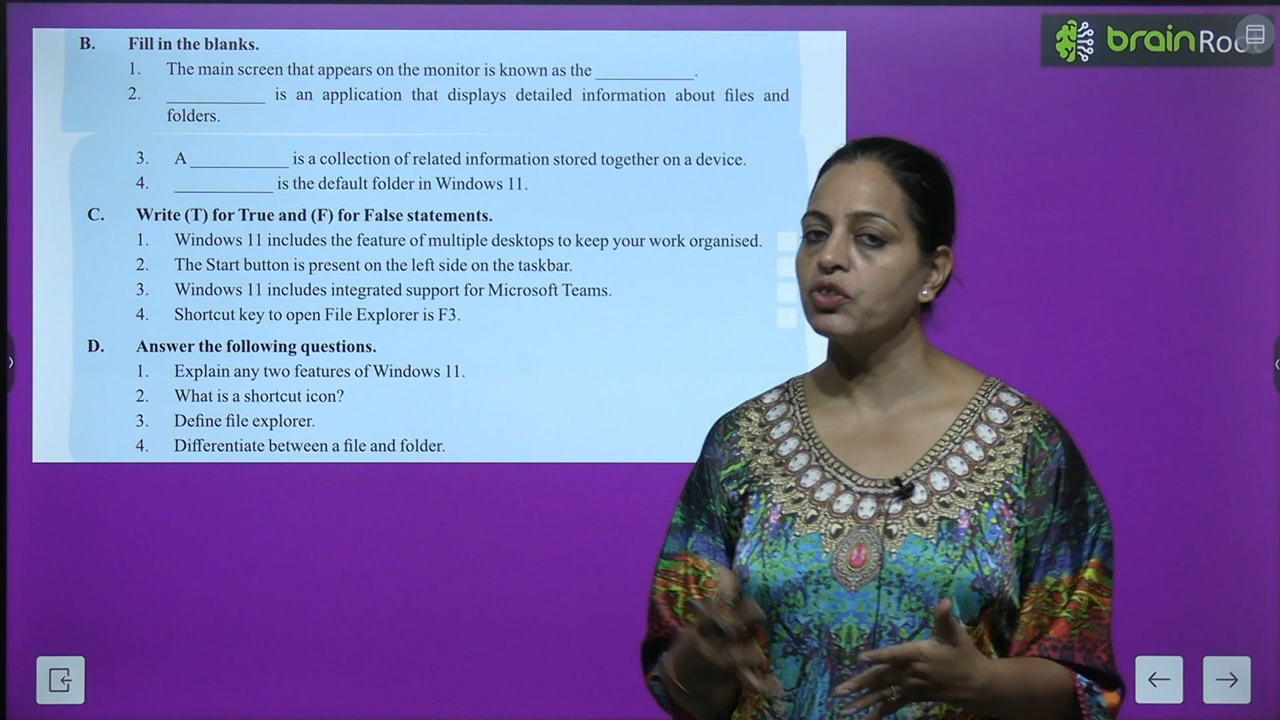 brainRoo
B. Fill in the blanks.
1. The main screen that appears on the monitor is known as the ___________.
2. ___________ is an application that displays detailed information about files and
folders.
3. A ___________ is a collection of related information stored together on a device.
4. ___________ is the default folder in Windows 11.
C. Write (T) for True and (F) for False statements.
1. Windows 11 includes the feature of multiple desktops to keep your work organised.
2. The Start button is present on the left side on the taskbar.
3. Windows 11 includes integrated support for Microsoft Teams.
4. Shortcut key to open File Explorer is F3.
D. Answer the following questions.
1. Explain any two features of Windows 11.
2. What is a shortcut icon?
3. Define file explorer.
4. Differentiate between a file and folder.